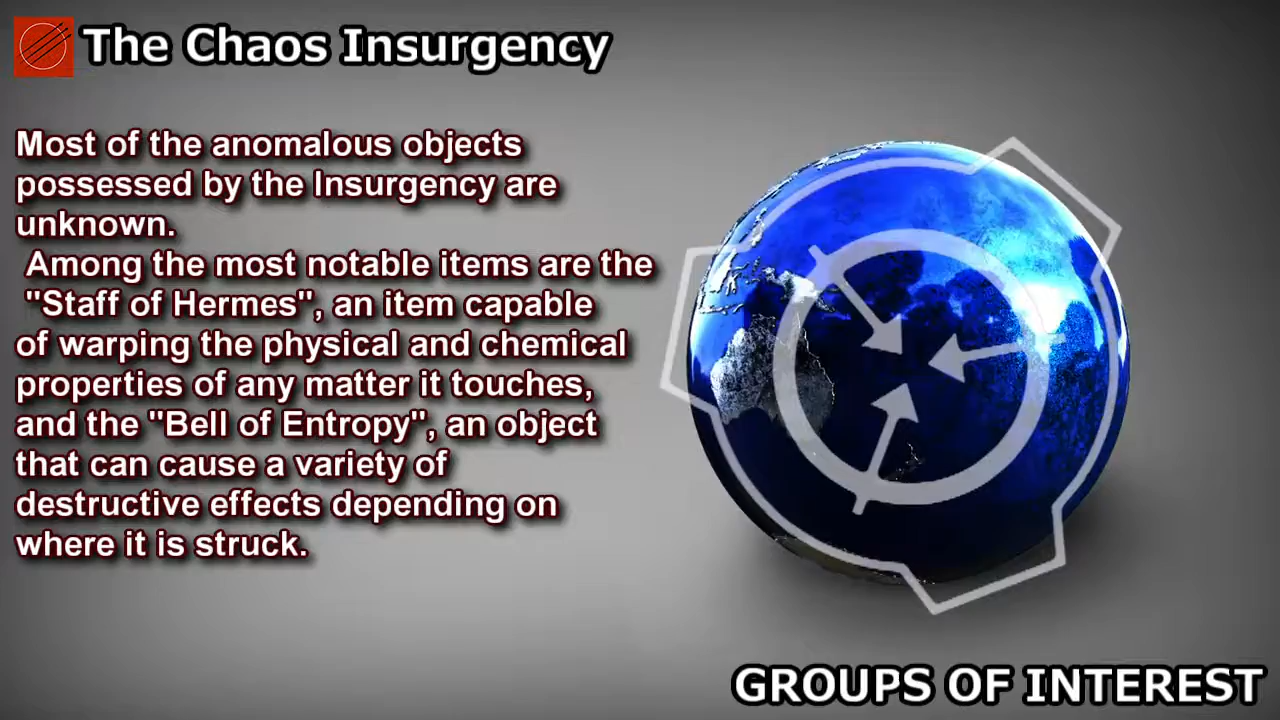 The Chaos Insurgency
Most of the anomalous objects
possessed by the Insurgency are
unknown.
Among the most notable items are the
"Staff of Hermes", an item capable
of warping the physical and chemical
properties of any matter it touches,
and the "Bell of Entropy", an object
that can cause a variety of
destructive effects depending on
where it is struck.
GROUPS OF INTEREST